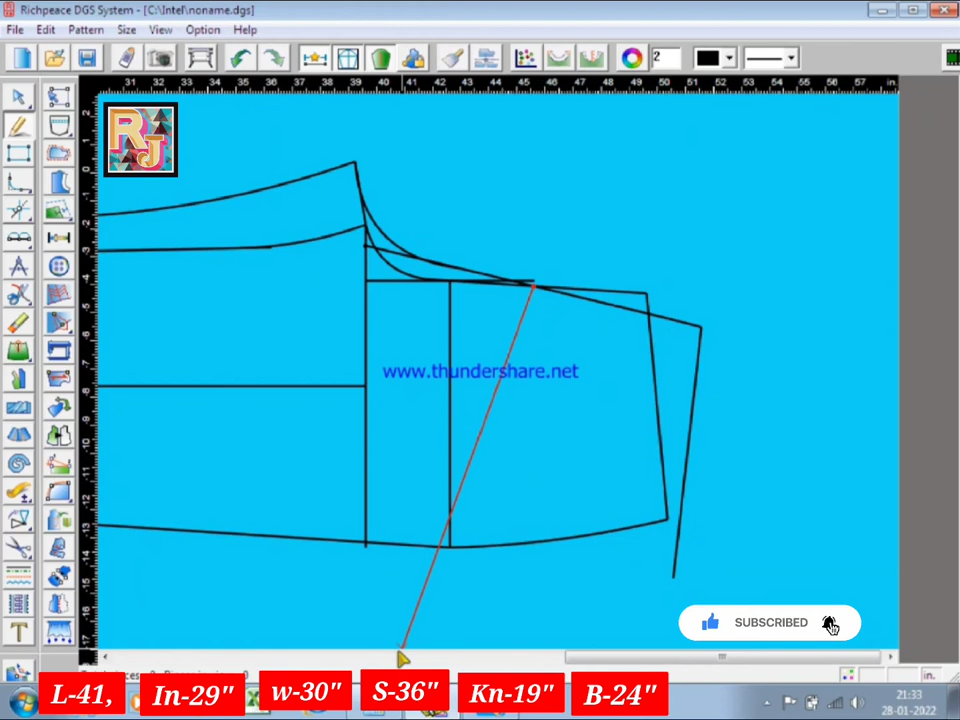 Richpeace DGS System - [C:\Intel\noname.dgs]
File Edit Pattern Size View Option Help
2
31 32 33 34 35 36 37 38 39 40 41 42 43 44 45 46 47 48 49 50 51 52 53 54 55 56 57 in.
RJ
www.thundershare.net
SUBSCRIBED
in.
L-41, In-29" w-30" S-36" Kn-19" B-24"
21:33
28-01-2022